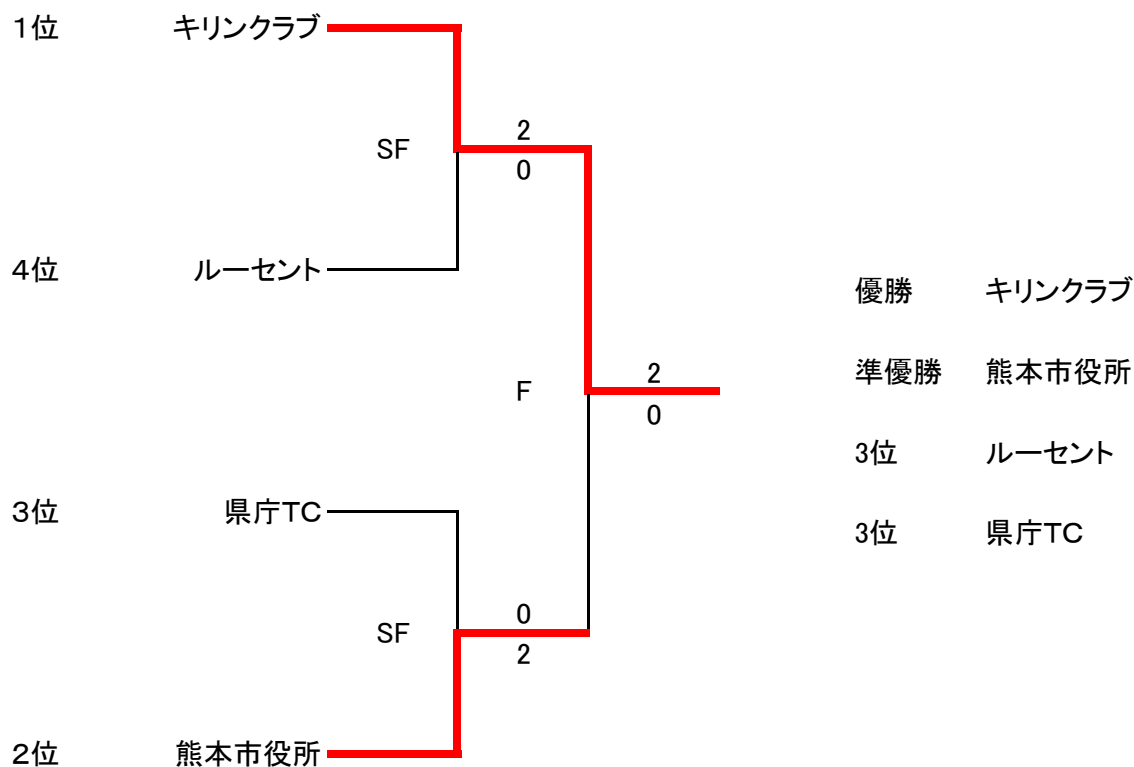 １位 キリンクラブ
2
SF
0
４位 ルーセント
優勝 キリンクラブ
準優勝 熊本市役所
2
F
0
3位 ルーセント
３位 県庁TC
3位 県庁TC
0
SF
2
２位 熊本市役所